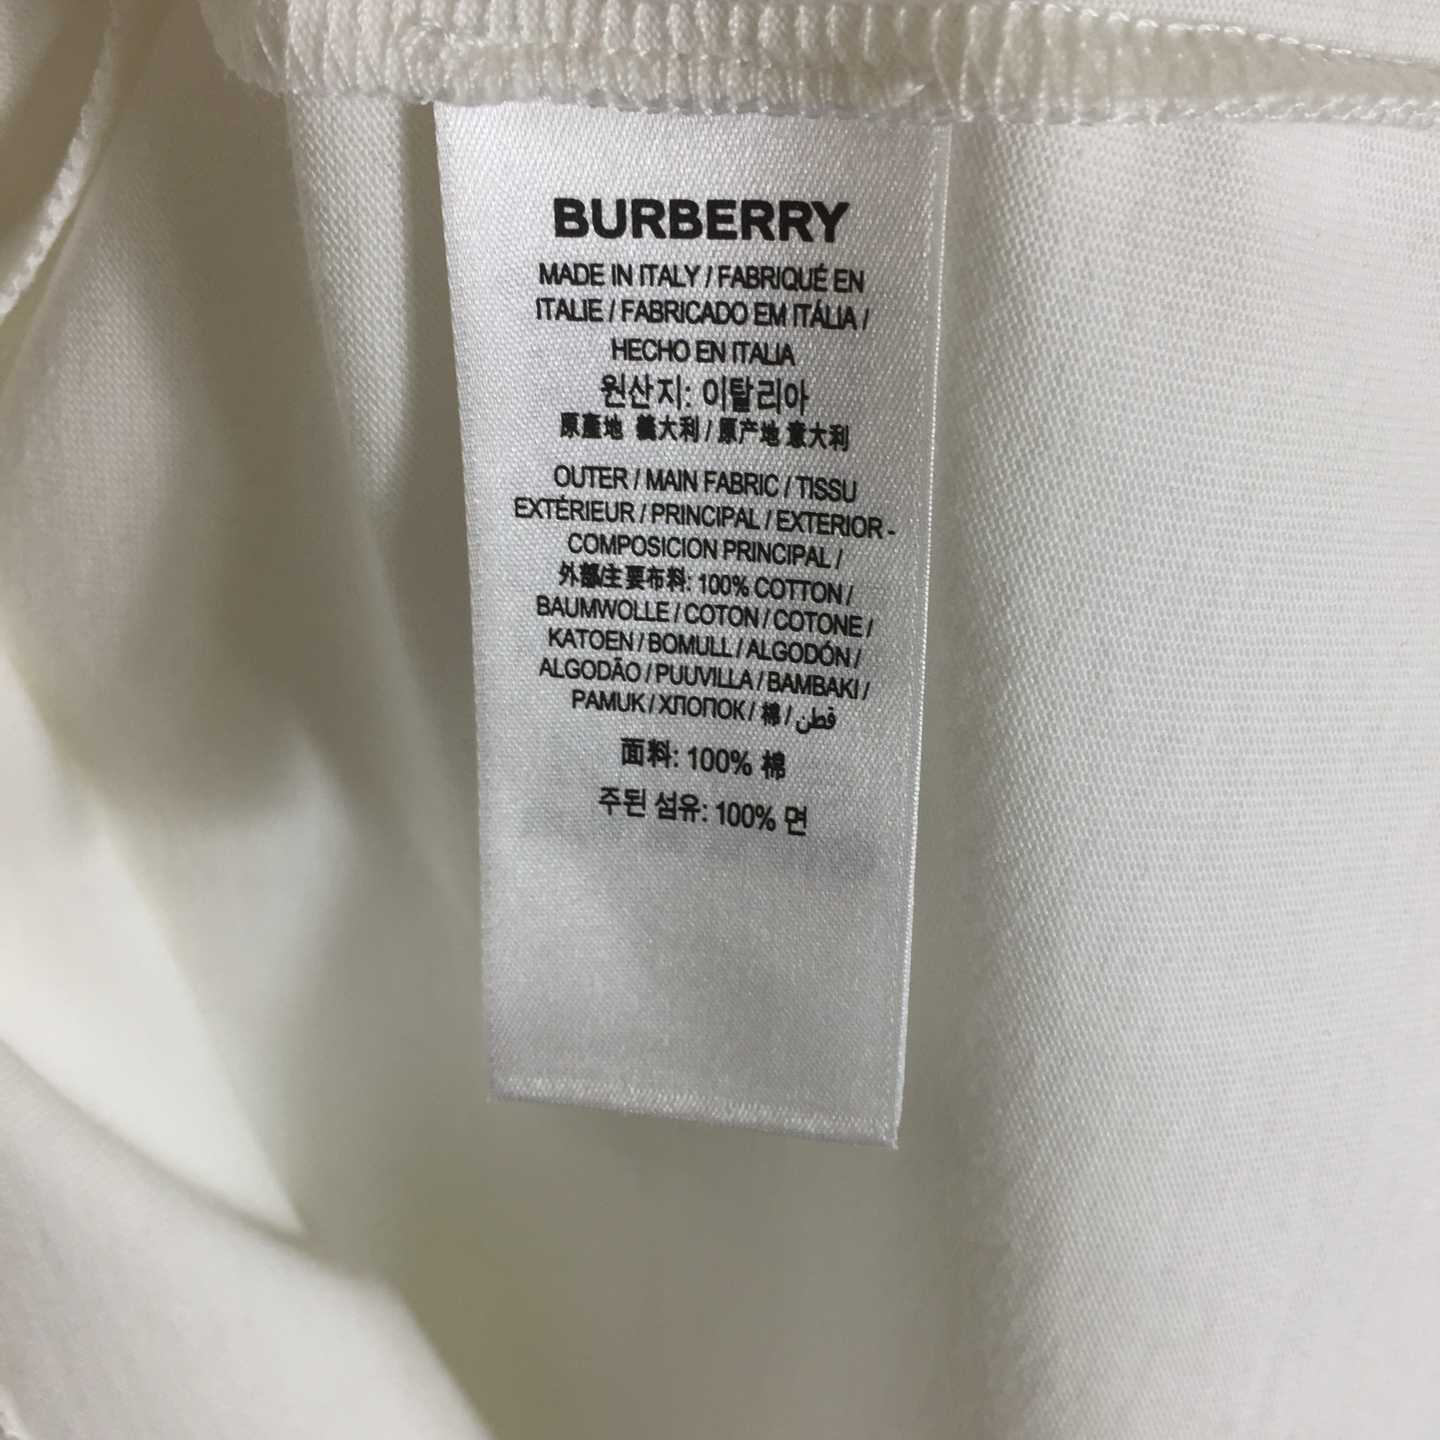 BURBERRY
MADE IN ITALY / FABRIQUÉ EN
ITALIE / FABRICADO EM ITÁLIA /
HECHO EN ITALIA
원산지: 이탈리아
原產地 義大利 / 原产地 意大利
OUTER / MAIN FABRIC / TISSU
EXTÉRIEUR / PRINCIPAL / EXTERIOR -
COMPOSICION PRINCIPAL /
外部/主要布料: 100% COTTON /
BAUMWOLLE / COTON / COTONE /
KATOEN / BOMULL / ALGODÓN /
ALGODÃO / PUUVILLA / BAMBAKI /
PAMUK / ХЛОПОК / 棉 / قطن
面料: 100% 棉
주된 섬유: 100% 면